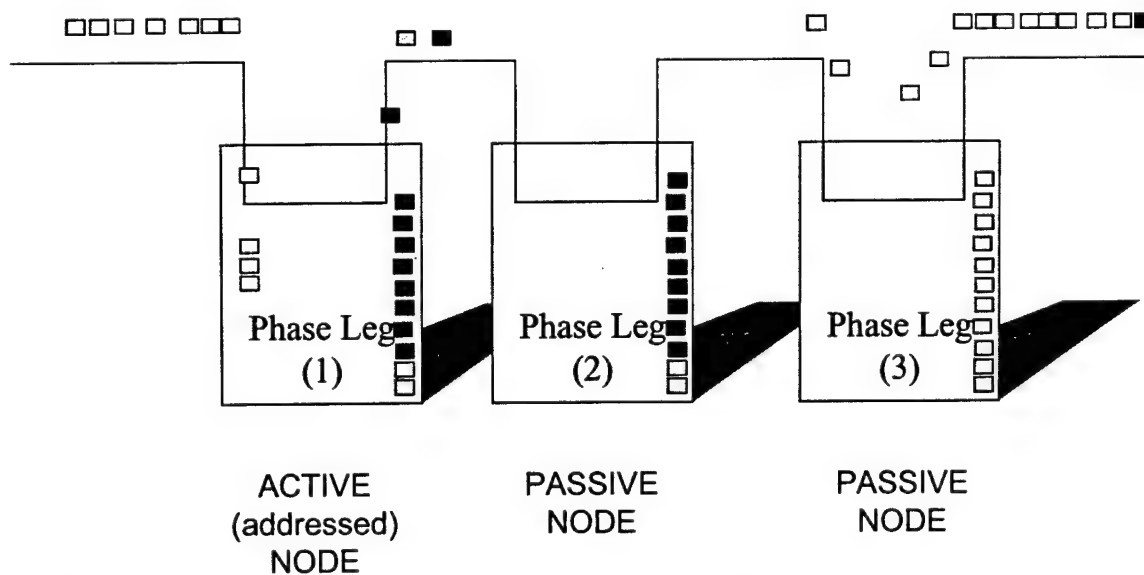 Phase Leg
(1)
Phase Leg
(2)
Phase Leg
(3)
ACTIVE
(addressed)
NODE
PASSIVE
NODE
PASSIVE
NODE